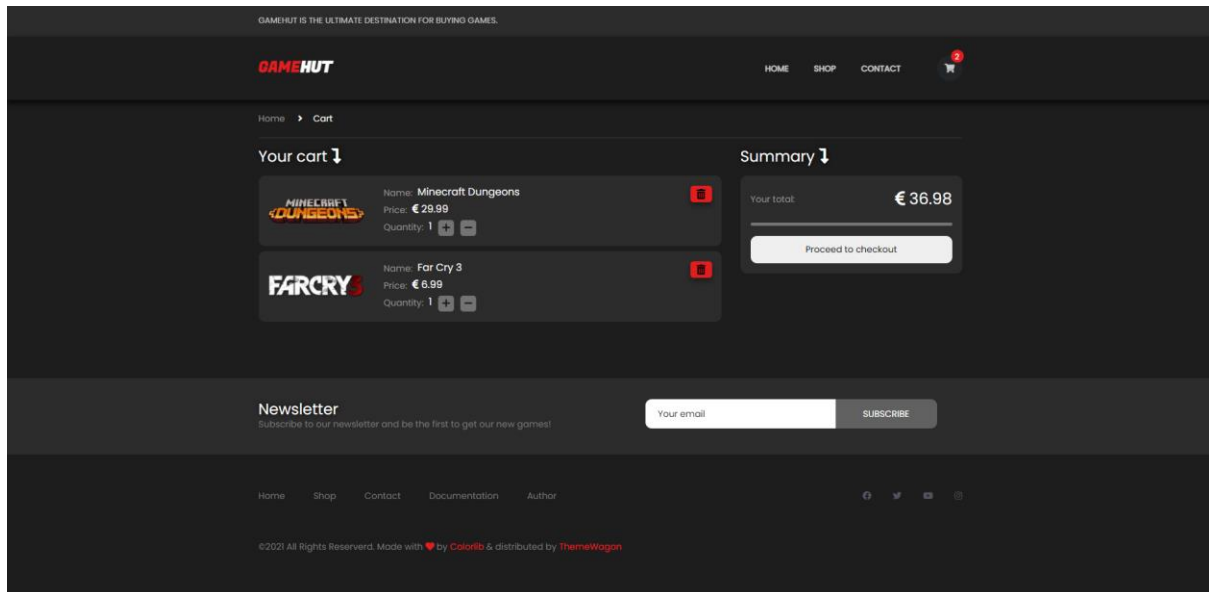 GAMEHUT IS THE ULTIMATE DESTINATION FOR BUYING GAMES.
GAMEHUT
HOME SHOP CONTACT 2
Home > Cart
Your cart
MINECRAFT DUNGEONS
Name: Minecraft Dungeons
Price: € 29.99
Quantity: 1 + -
FARCRY3
Name: Far Cry 3
Price: € 6.99
Quantity: 1 + -
Summary
Your total: € 36.98
Proceed to checkout
Newsletter
Subscribe to our newsletter and be the first to get our new games!
Your email SUBSCRIBE
Home Shop Contact Documentation Author
©2021 All Rights Reserverd. Made with ♥ by Colorlib & distributed by ThemeWagon